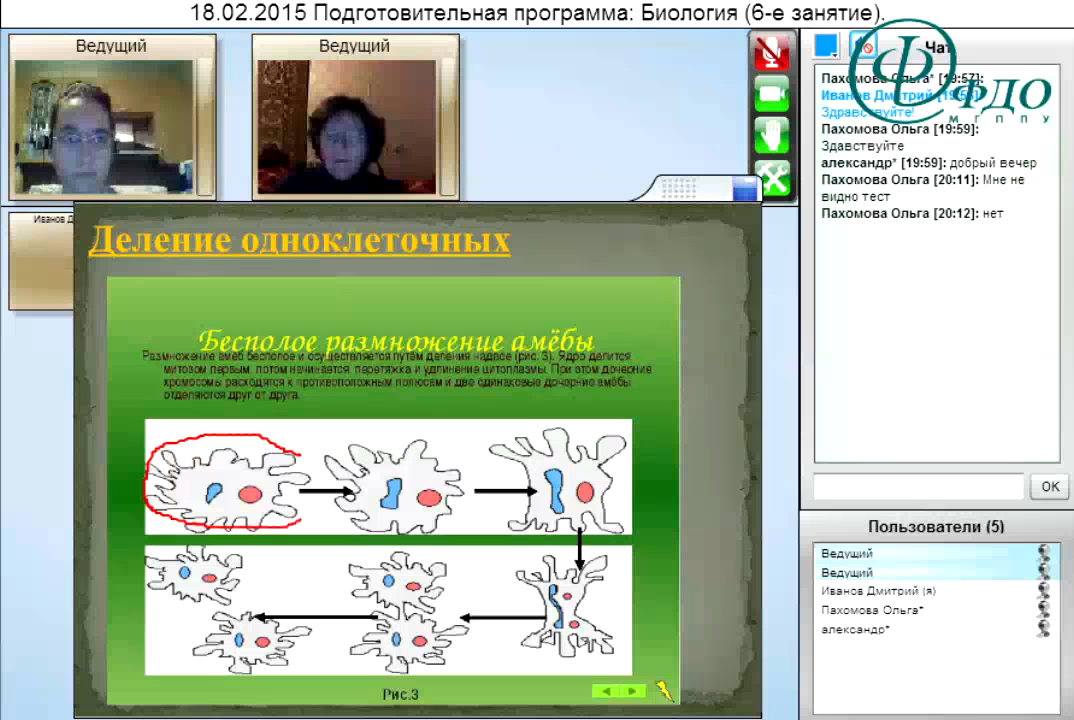 18.02.2015 Подготовительная программа: Биология (6-е занятие).
Ведущий
Ведущий
Иванов Д
Деление одноклеточных
Бесполое размножение амёбы
Размножение амёб бесполое и осуществляется путём деления надвое (рис. 3). Ядро делится
митозом первым, потом начинается перетяжка и удлинение цитоплазмы. При этом дочерние
хромосомы расходятся к противоположным полюсам и две одинаковые дочерние амёбы
отделяются друг от друга.
Рис.3
Чат
ФДО
МГППУ
Пахомова Ольга* [19:57]:
Иванов Дмитрий [19:58]:
Здравствуйте!
Пахомова Ольга [19:59]:
Здавствуйте
александр* [19:59]: добрый вечер
Пахомова Ольга [20:11]: Мне не
видно тест
Пахомова Ольга [20:12]: нет
OK
Пользователи (5)
Ведущий
Ведущий
Иванов Дмитрий (я)
Пахомова Ольга*
александр*